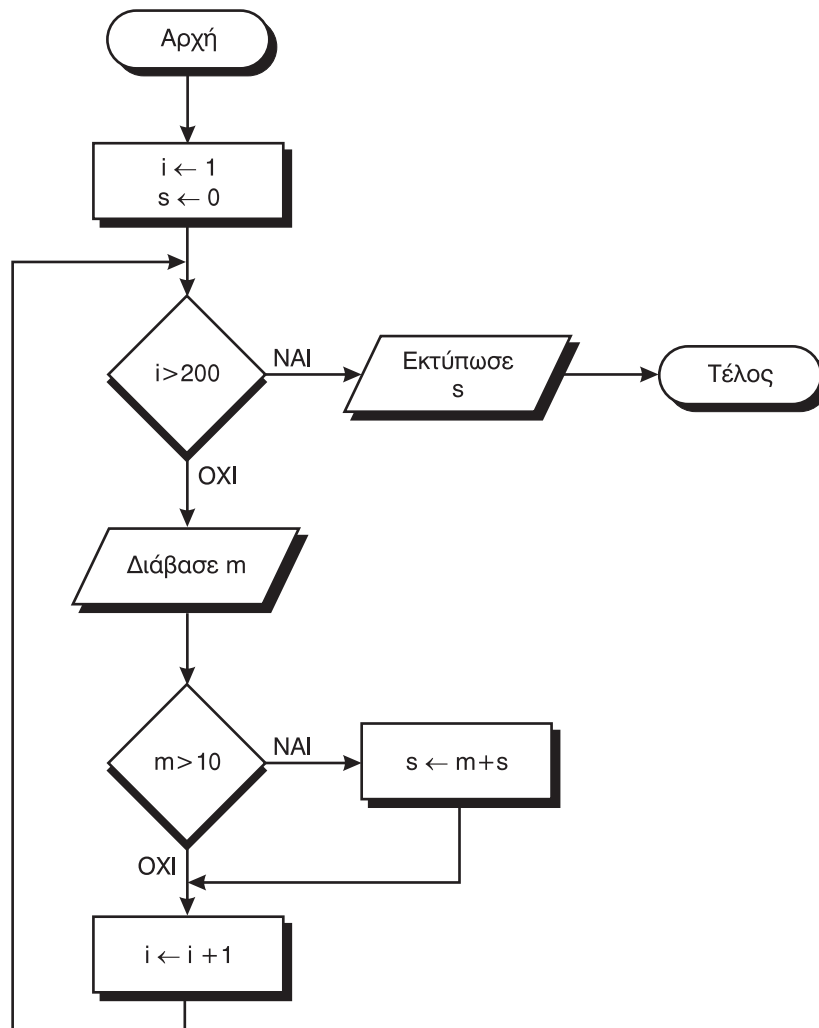 Αρχή
i ← 1
s ← 0
i>200
ΝΑΙ
Εκτύπωσε
s
Τέλος
ΟΧΙ
Διάβασε m
m>10
ΝΑΙ
s ← m+s
ΟΧΙ
i ← i +1